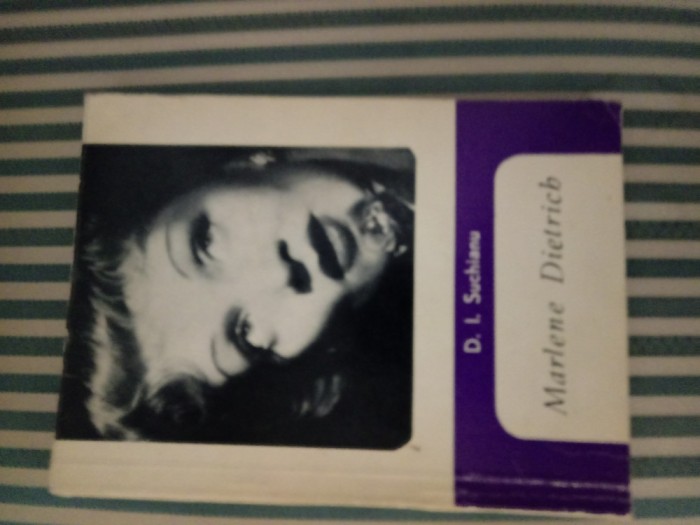 D. I. Suchianu
Marlene Dietrich